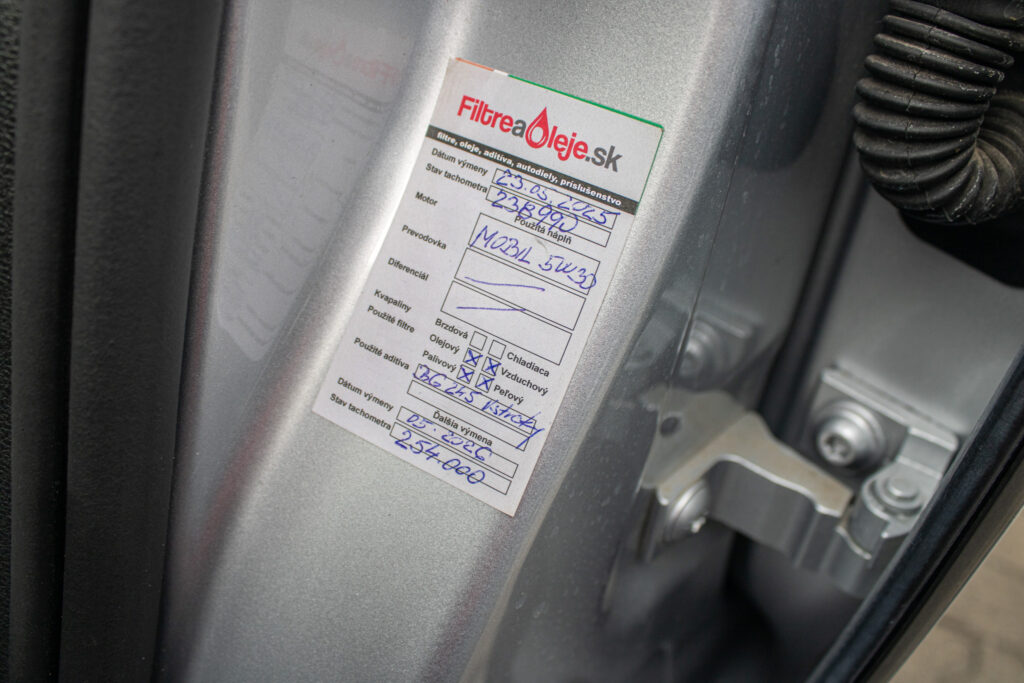 Filtreaoleje.sk
filtre, oleje, aditíva, autodiely, príslušenstvo
Dátum výmeny 23.05.2025
Stav tachometra
Použitá náplň
Motor MOBIL 5W30
Prevodovka
Diferenciál
Kvapaliny Brzdová Chladiaca
Použité filtre Olejový Vzduchový
Palivový Peľový
Použité aditíva BG 245
Ďalšia výmena
Dátum výmeny 05.2026
Stav tachometra 254.000